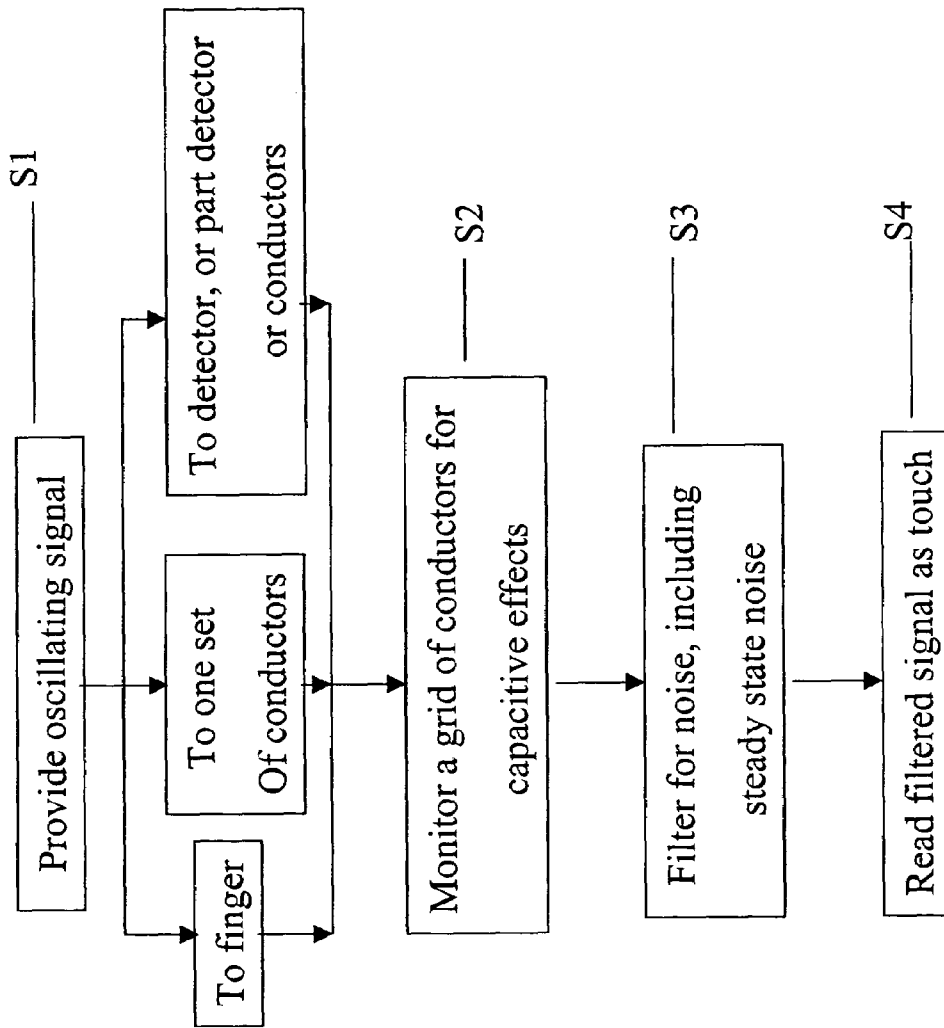 Provide oscillating signal
S1
To finger
To one set
Of conductors
To detector, or part detector
or conductors
Monitor a grid of conductors for
capacitive effects
S2
Filter for noise, including
steady state noise
S3
Read filtered signal as touch
S4